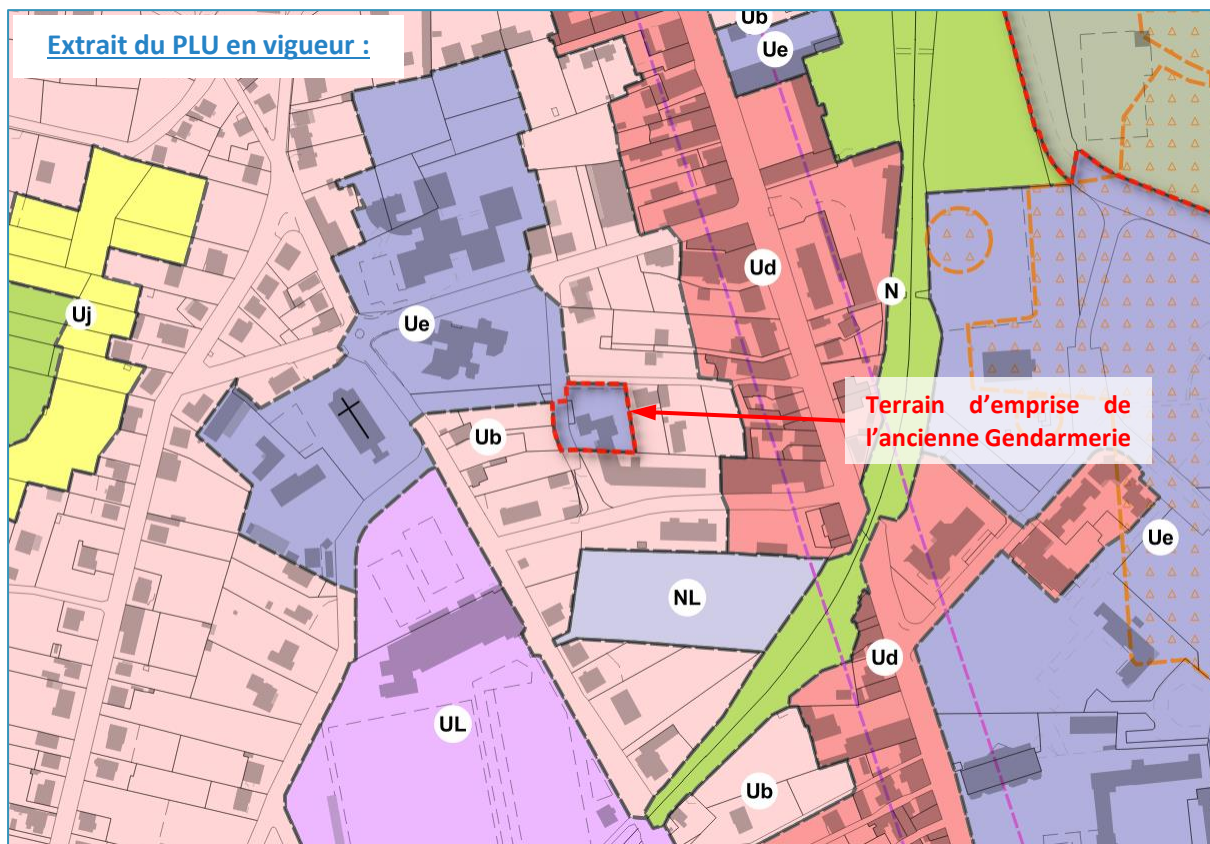 Extrait du PLU en vigueur :
Ub
Ue
Ud
N
Uj
Ue
Terrain d’emprise de
l’ancienne Gendarmerie
Ub
Ue
NL
Ud
UL
Ub